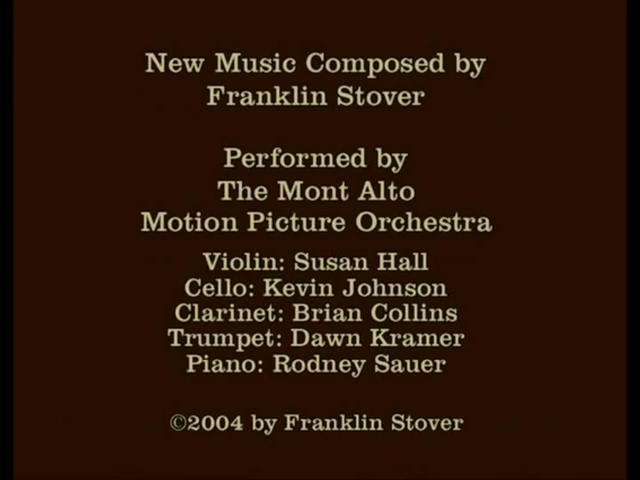 New Music Composed by
Franklin Stover
Performed by
The Mont Alto
Motion Picture Orchestra
Violin: Susan Hall
Cello: Kevin Johnson
Clarinet: Brian Collins
Trumpet: Dawn Kramer
Piano: Rodney Sauer
©2004 by Franklin Stover